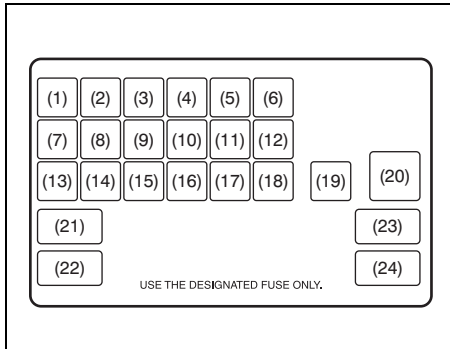 (1) (2) (3) (4) (5) (6)
(7) (8) (9) (10) (11) (12)
(13) (14) (15) (16) (17) (18) (19) (20)
(21) (23)
(22) (24)
USE THE DESIGNATED FUSE ONLY.